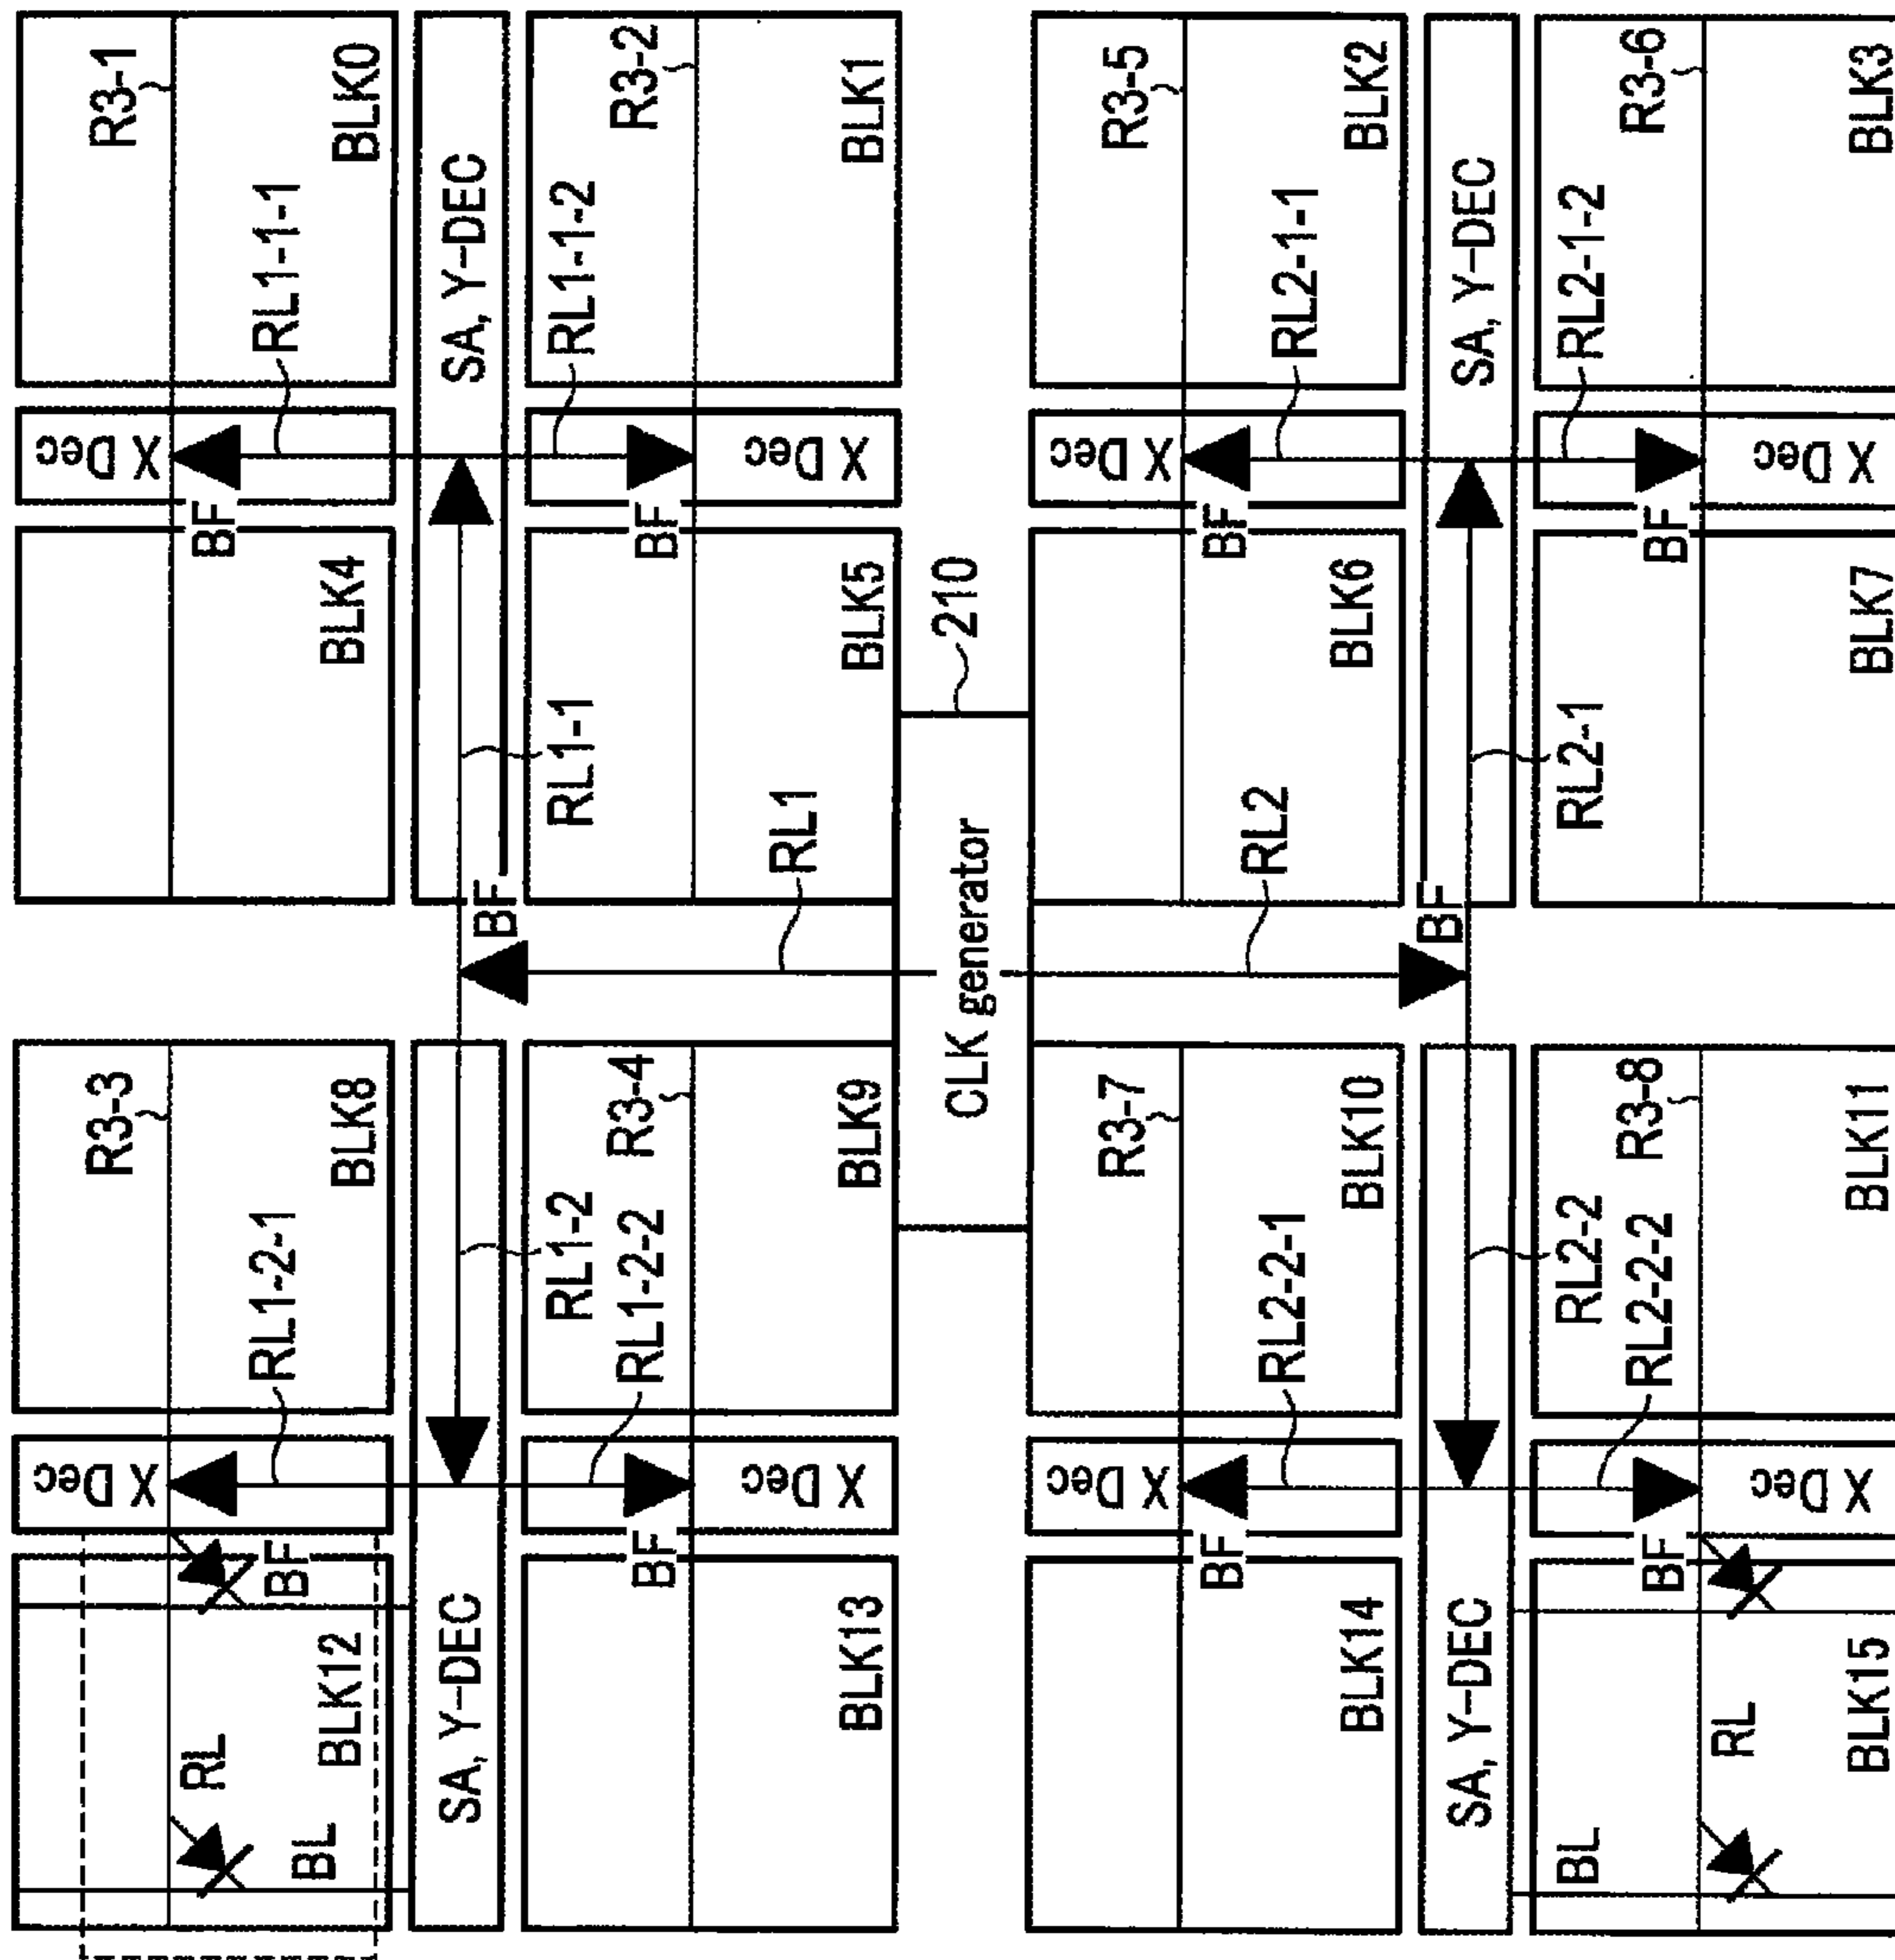 X Dec
R3-3
X Dec
R3-1
RL
BF
BF
RL1-2-1
RL1-1-1
BL
BLK12
BLK8
BLK4
BLK0
SA, Y-DEC
SA, Y-DEC
BF
RL1-2
RL1-1
RL1-1-2
BF
RL1-2-2
R3-4
BF
R3-2
RL1
X Dec
X Dec
BLK13
BLK9
BLK5
BLK1
CLK generator
210
X Dec
R3-7
X Dec
R3-5
BF
BF
RL2-2-1
RL2
RL2-1-1
BLK14
BLK10
BLK6
BLK2
BF
SA, Y-DEC
SA, Y-DEC
BL
RL2-2
RL2-1
RL2-1-2
BF
RL2-2-2
R3-8
BF
R3-6
RL
X Dec
X Dec
BLK15
BLK11
BLK7
BLK3